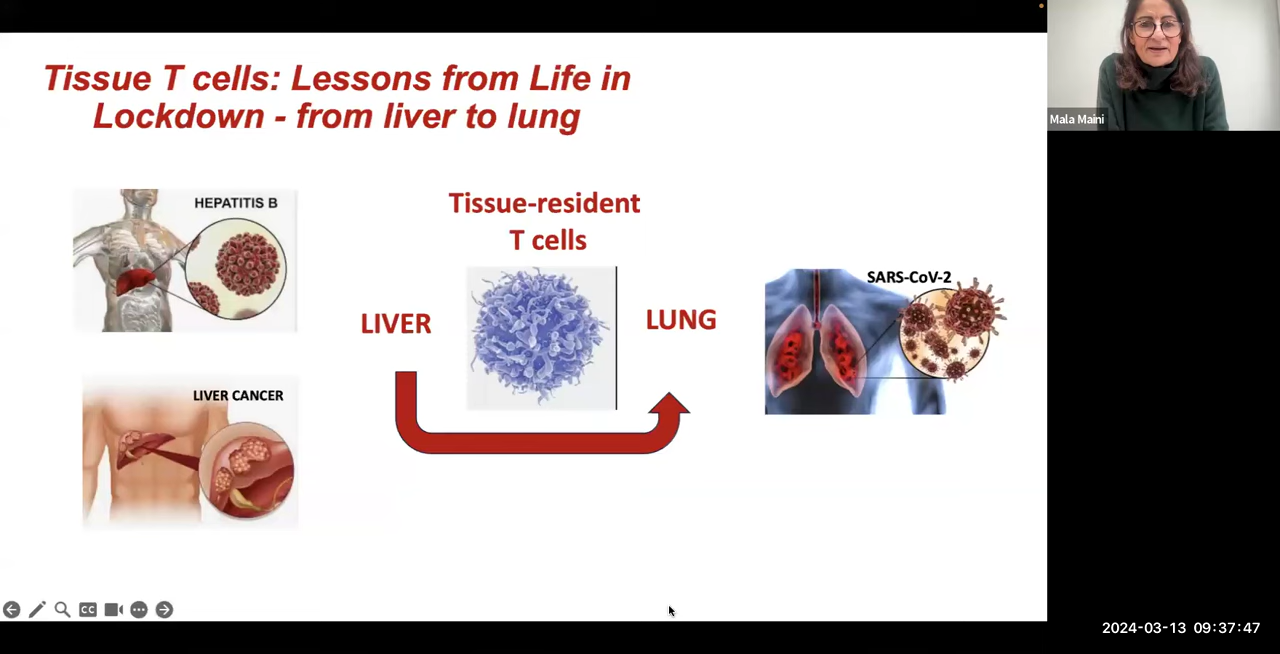 Tissue T cells: Lessons from Life in
Lockdown - from liver to lung
Mala Maini
HEPATITIS B
Tissue-resident
T cells
LIVER
LUNG
SARS-CoV-2
LIVER CANCER
CC
2024-03-13 09:37:47